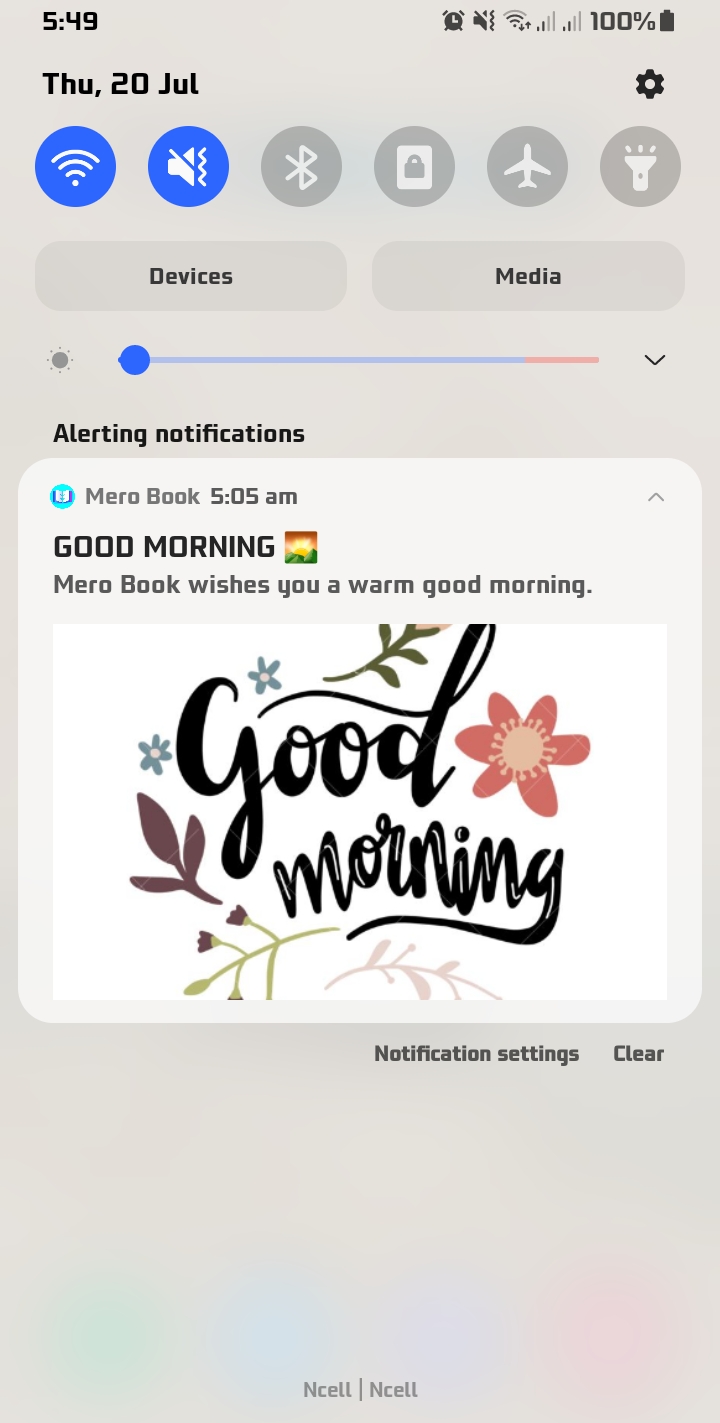 5:49
100%
Thu, 20 Jul
Devices
Media
Alerting notifications
Mero Book 5:05 am
GOOD MORNING 🌄
Mero Book wishes you a warm good morning.
Good
morning
Notification settings Clear
Ncell | Ncell